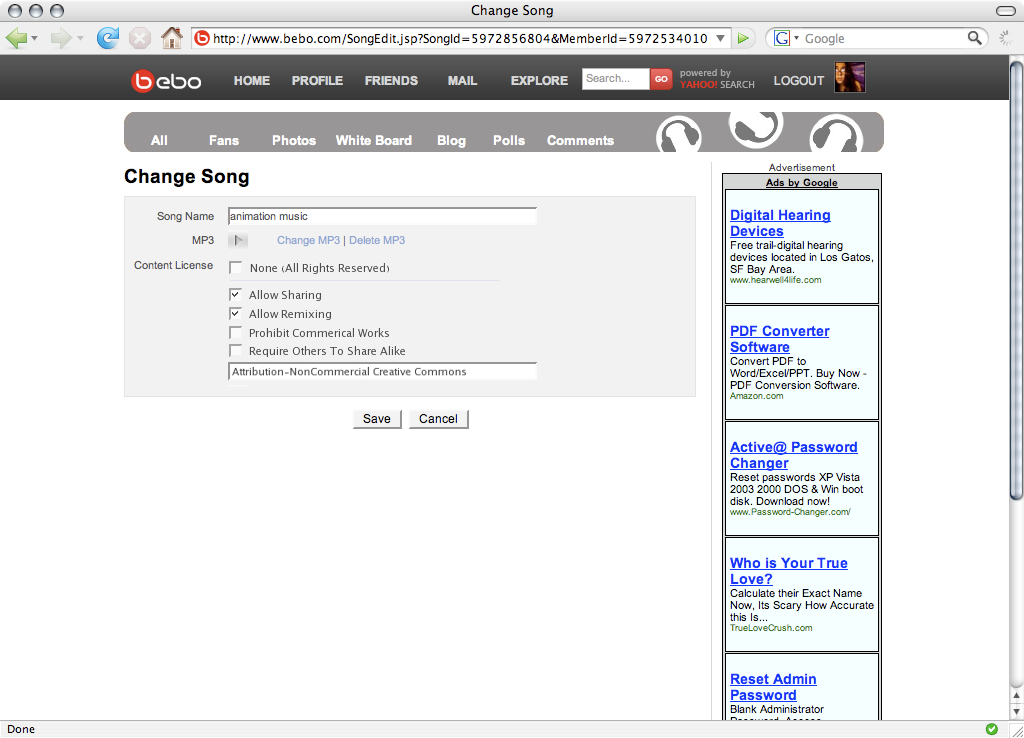 Change Song
http://www.bebo.com/SongEdit.jsp?SongId=5972856804&MemberId=5972534010
G Google
bebo HOME PROFILE FRIENDS MAIL EXPLORE Search... GO powered by YAHOO! SEARCH LOGOUT
All Fans Photos White Board Blog Polls Comments
Change Song
Song Name animation music
MP3 Change MP3 | Delete MP3
Content License None (All Rights Reserved)
Allow Sharing
Allow Remixing
Prohibit Commerical Works
Require Others To Share Alike
Attribution-NonCommercial Creative Commons
Save Cancel
Advertisement
Ads by Google
Digital Hearing
Devices
Free trail-digital hearing
devices located in Los Gatos,
SF Bay Area.
www.hearwell4life.com
PDF Converter
Software
Convert PDF to
Word/Excel/PPT. Buy Now -
PDF Conversion Software.
Amazon.com
Active@ Password
Changer
Reset passwords XP Vista
2003 2000 DOS & Win boot
disk. Download now!
www.Password-Changer.com/
Who is Your True
Love?
Calculate their Exact Name
Now, Its Scary How Accurate
this Is...
TrueLoveCrush.com
Reset Admin
Password
Blank Administrator
Done